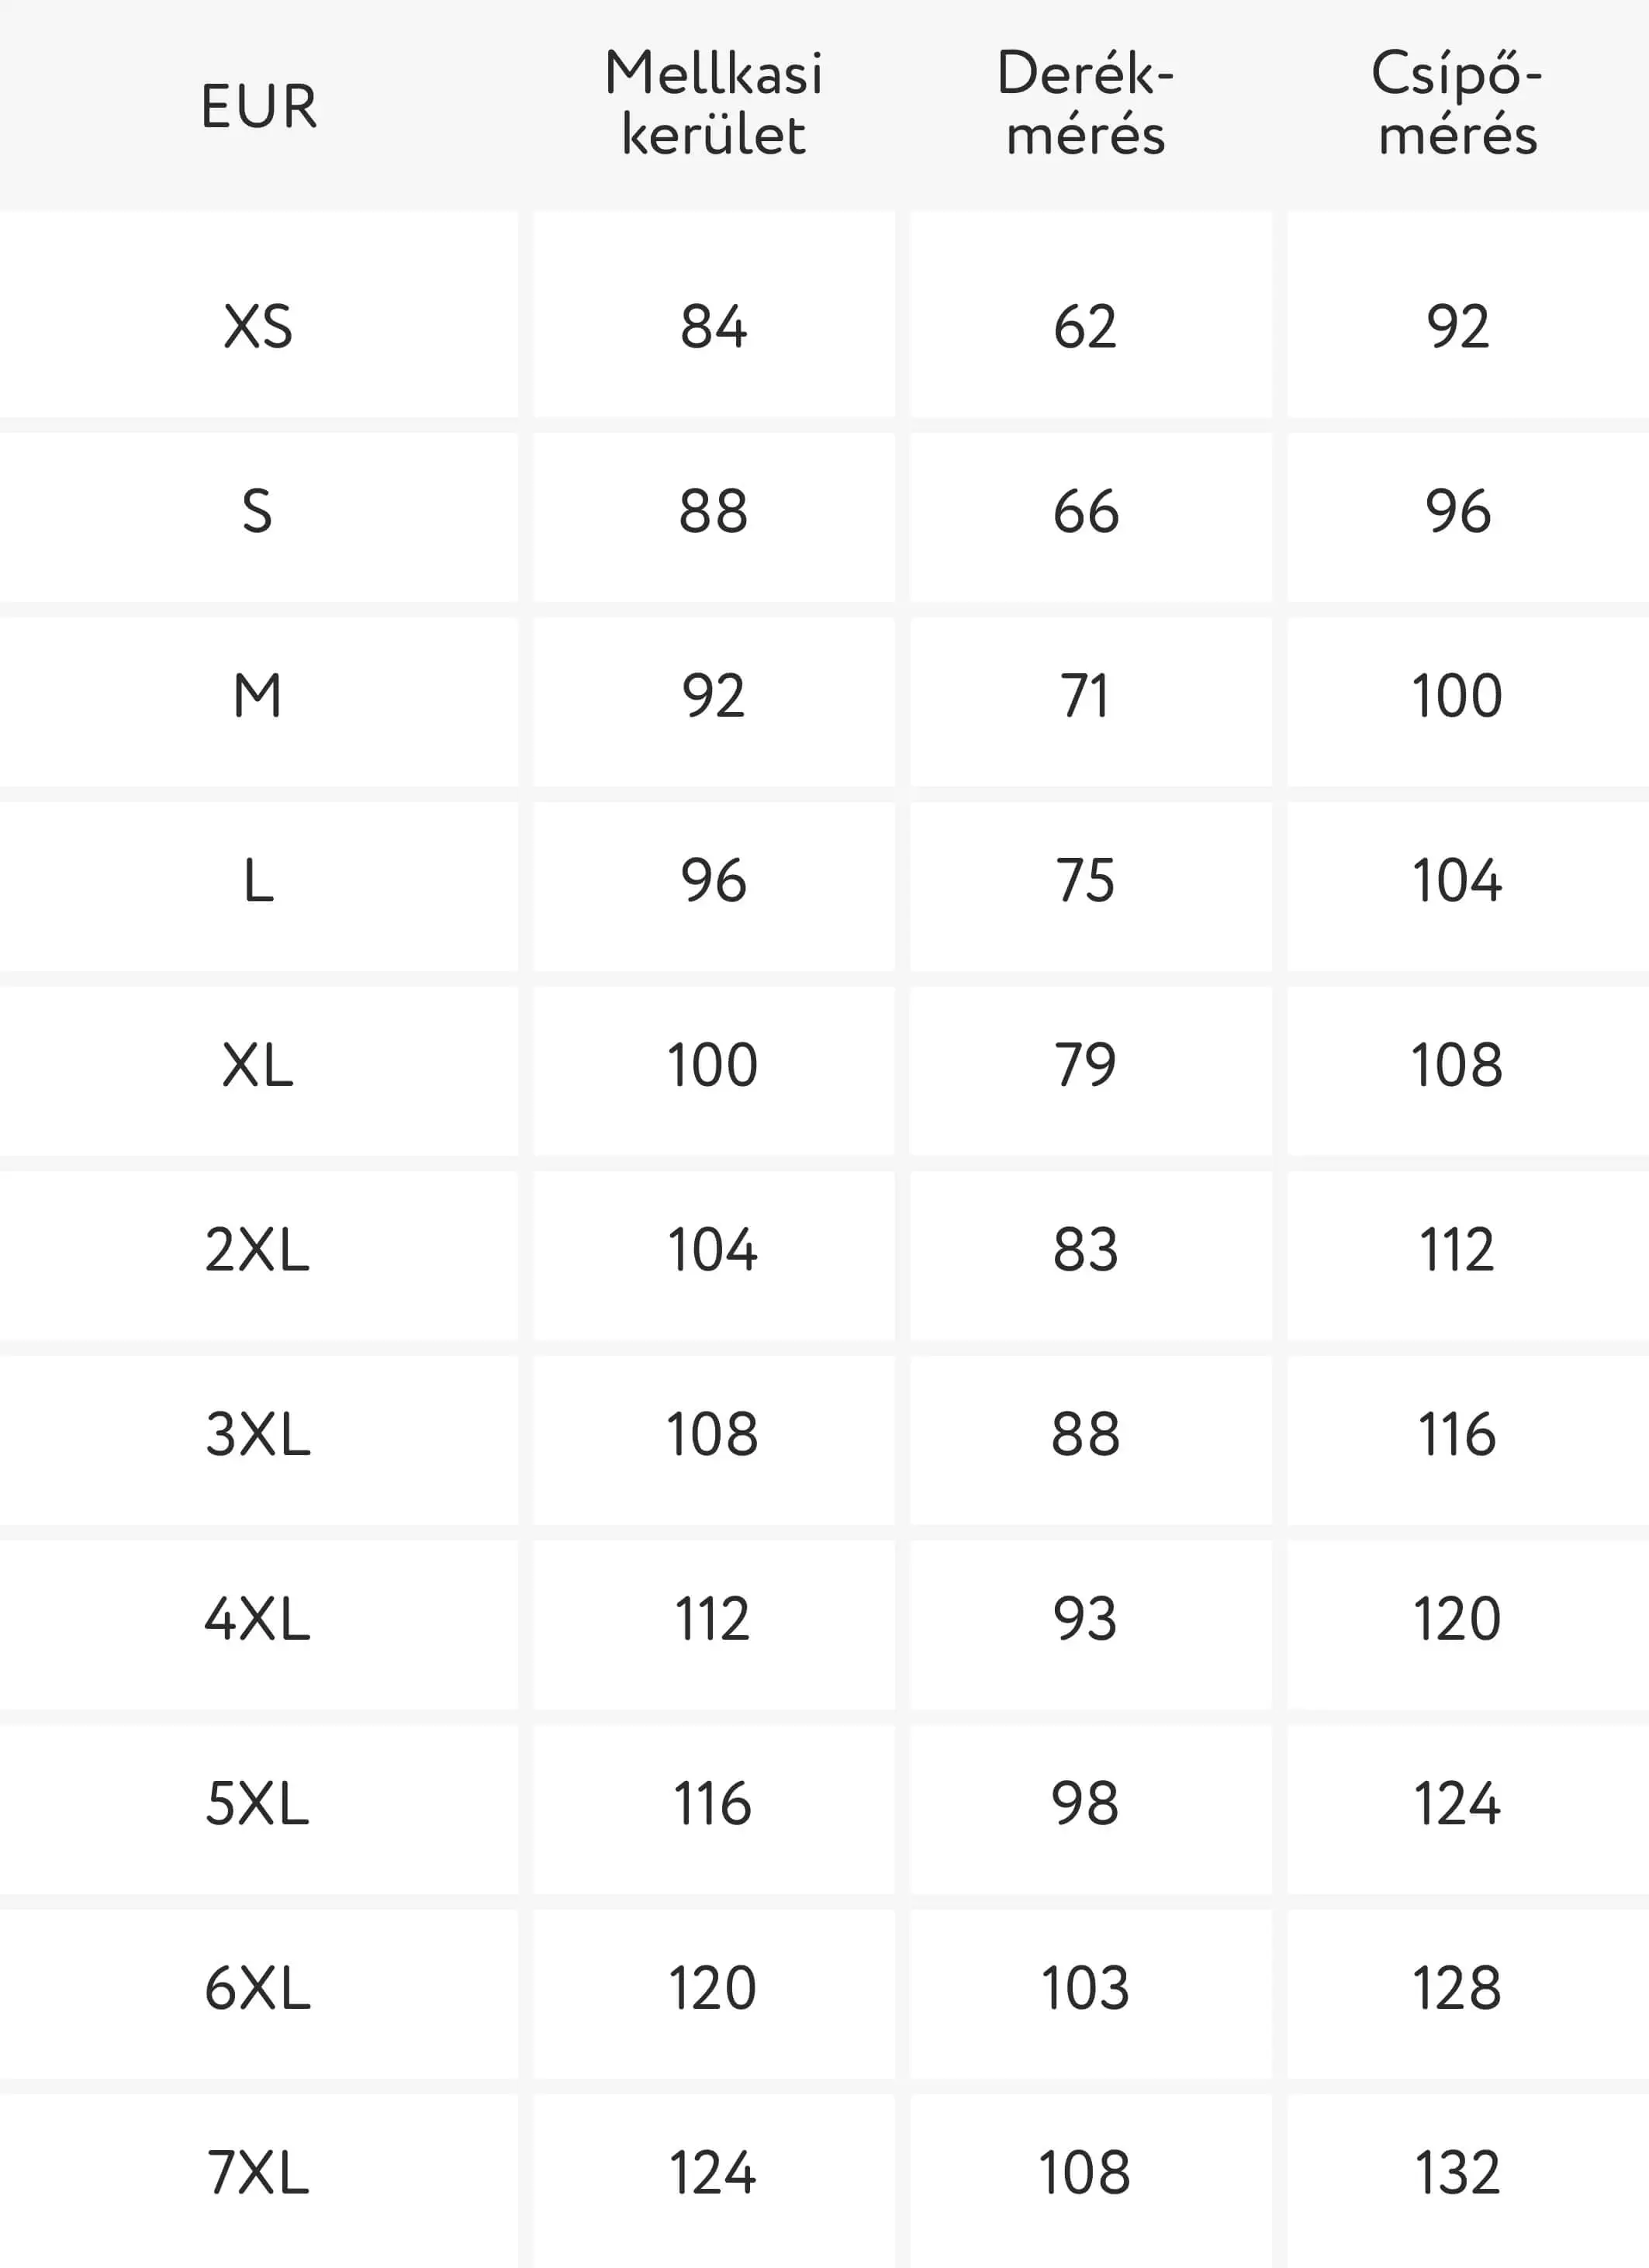 EUR Mellkasi kerület Derék-mérés Csípő-mérés
XS 84 62 92
S 88 66 96
M 92 71 100
L 96 75 104
XL 100 79 108
2XL 104 83 112
3XL 108 88 116
4XL 112 93 120
5XL 116 98 124
6XL 120 103 128
7XL 124 108 132